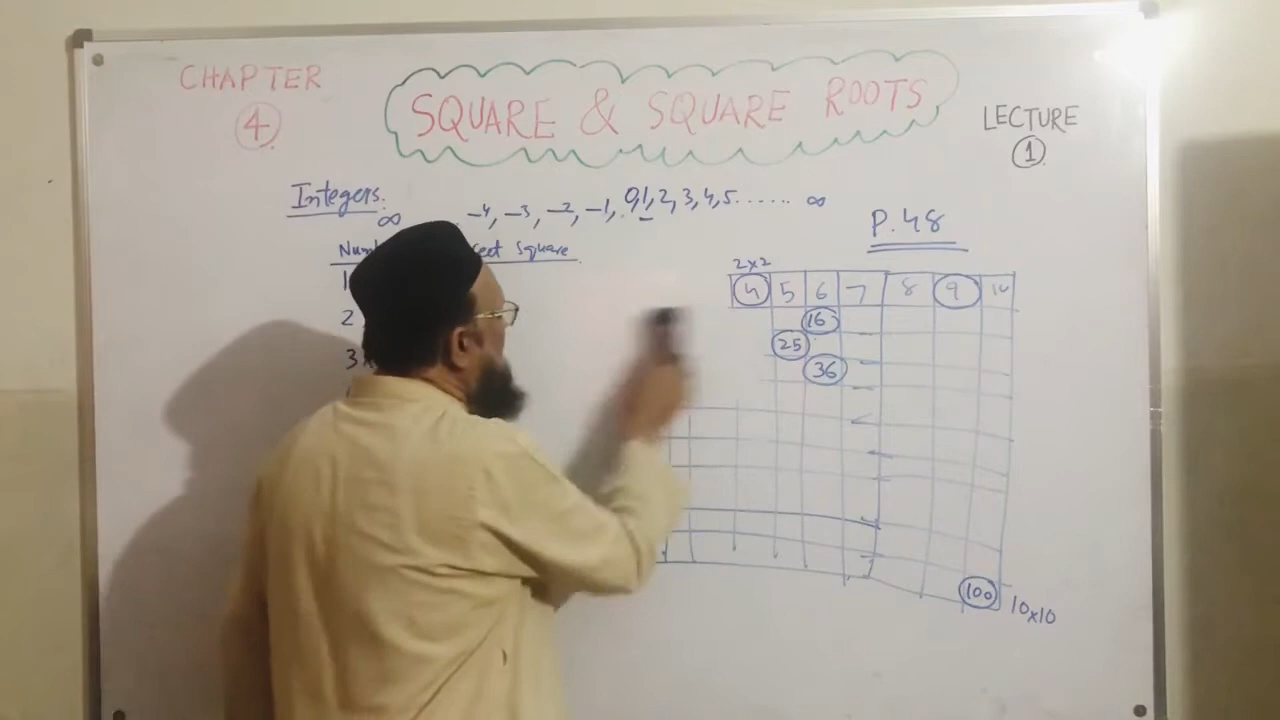 CHAPTER
4
SQUARE & SQUARE ROOTS
LECTURE
1
Integers.
∞ .. -4, -3, -2, -1, 0,1,2,3,4,5...... ∞
P.48
Square
1
2
3
2x2
4 5 6 7 8 9 10
16
25
36
100
10x10